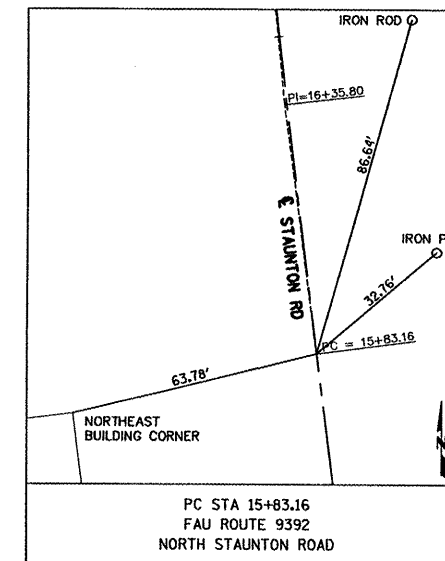 IRON ROD
PI=16+35.80
86.64'
℄ STAUNTON RD
IRON P
32.76'
PC = 15+83.16
63.78'
NORTHEAST
BUILDING CORNER
N
PC STA 15+83.16
FAU ROUTE 9392
NORTH STAUNTON ROAD